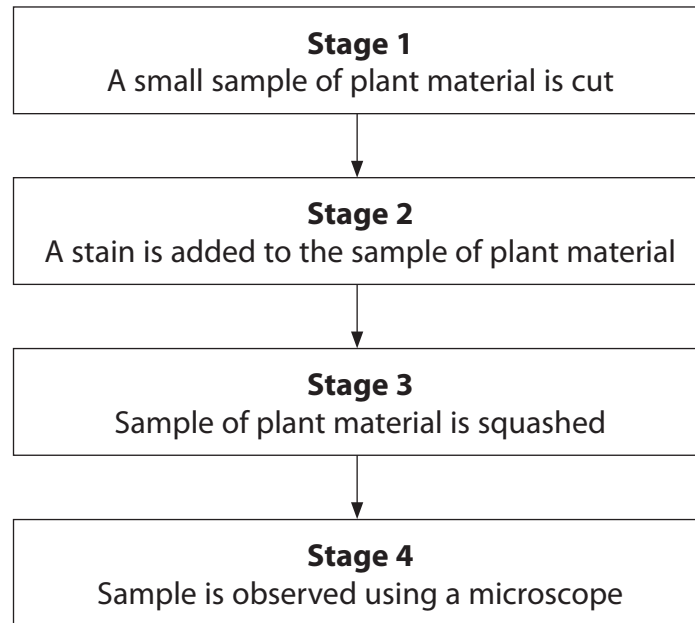 Stage 1
A small sample of plant material is cut
Stage 2
A stain is added to the sample of plant material
Stage 3
Sample of plant material is squashed
Stage 4
Sample is observed using a microscope